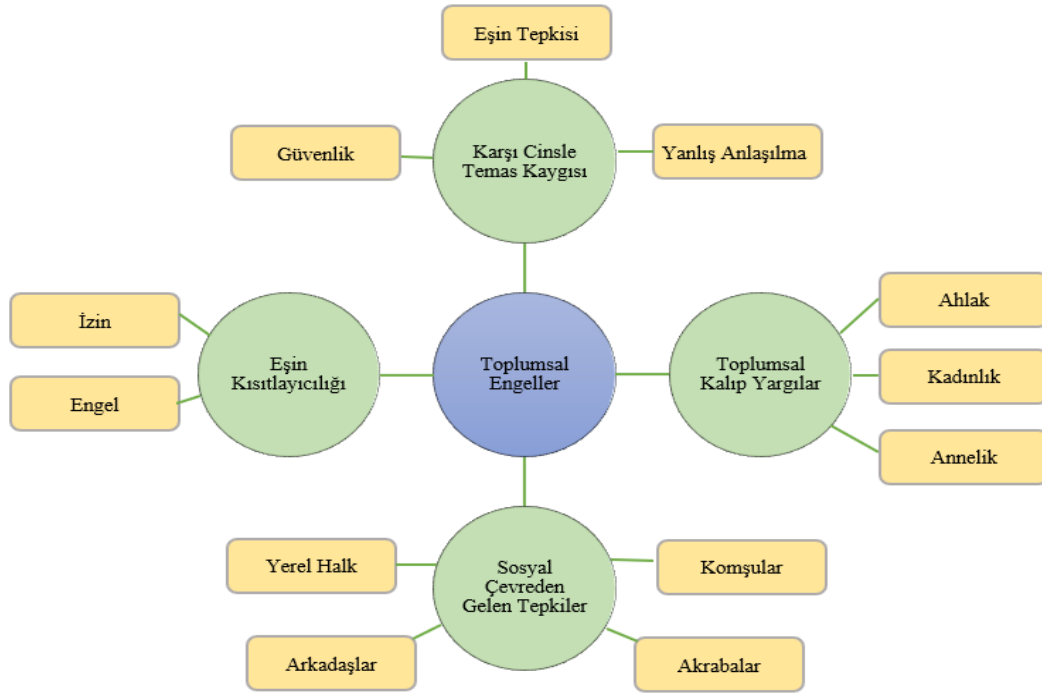 Eşin Tepkisi
Güvenlik
Karşı Cinsle
Temas Kaygısı
Yanlış Anlaşılma
İzin
Engel
Eşin
Kısıtlayıcılığı
Toplumsal
Engeller
Toplumsal
Kalıp Yargılar
Ahlak
Kadınlık
Annelik
Yerel Halk
Arkadaşlar
Sosyal
Çevreden
Gelen Tepkiler
Komşular
Akrabalar